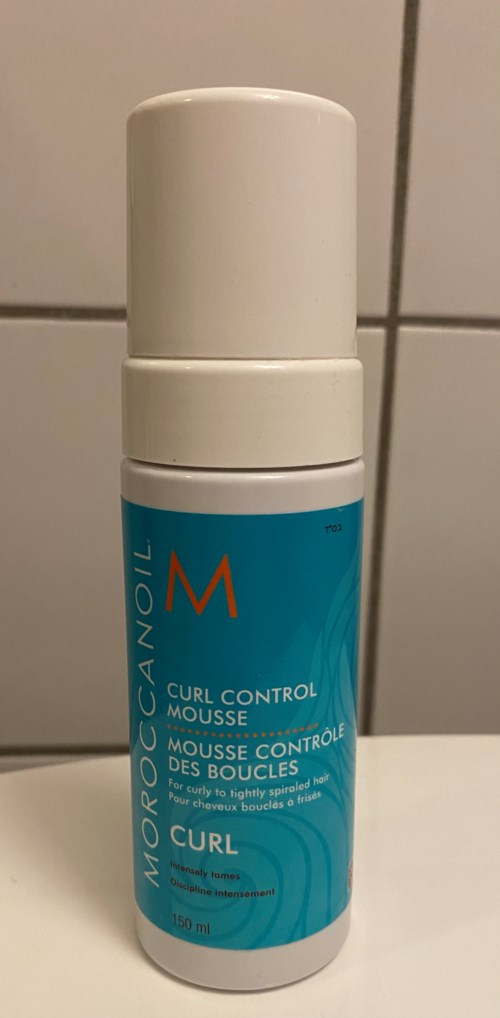 בס"ד
M
MOROCCANOIL®
CURL CONTROL
MOUSSE
MOUSSE CONTRÔLE
DES BOUCLES
For curly to tightly spiraled hair
Pour cheveux bouclés à frisés
CURL
Intensely tames
Discipline intensément
150 ml